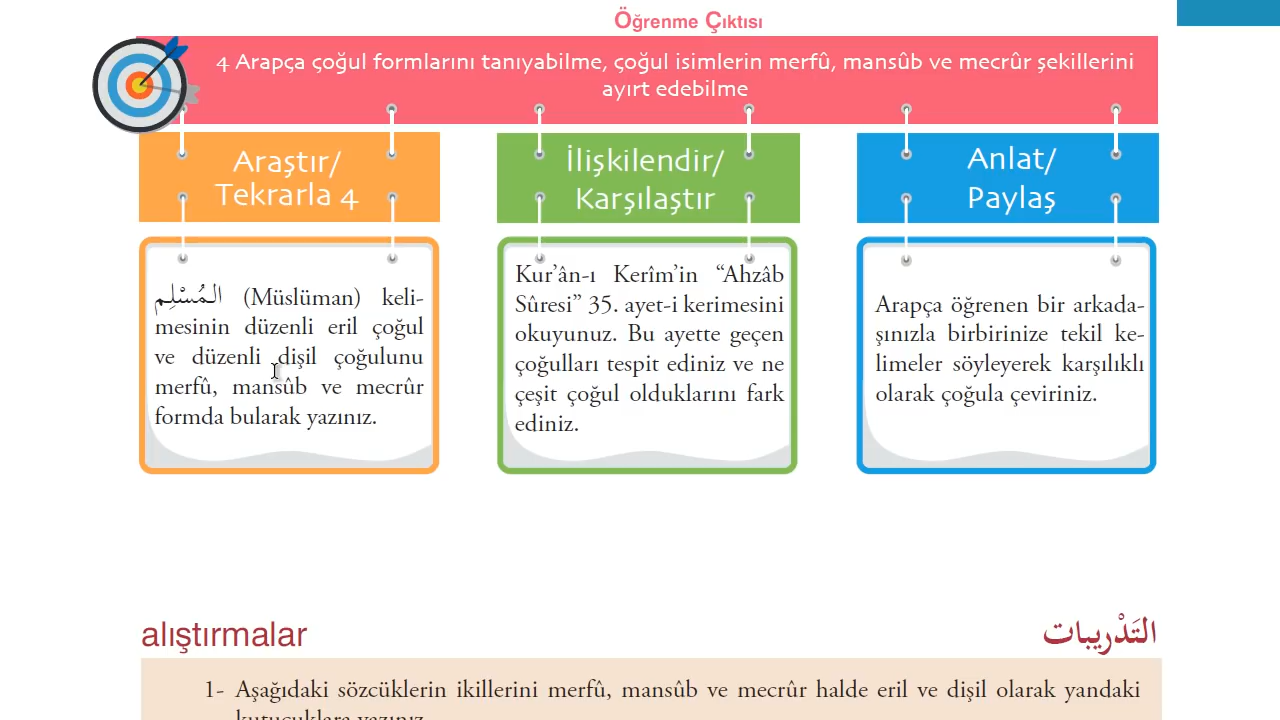 Öğrenme Çıktısı
4 Arapça çoğul formlarını tanıyabilme, çoğul isimlerin merfû, mansûb ve mecrûr şekillerini
ayırt edebilme
Araştır/
Tekrarla 4
المُسْلِم (Müslüman) keli-
mesinin düzenli eril çoğul
ve düzenli dişil çoğulunu
merfû, mansûb ve mecrûr
formda bularak yazınız.
İlişkilendir/
Karşılaştır
Kur’ân-ı Kerîm’in “Ahzâb
Sûresi” 35. ayet-i kerimesini
okuyunuz. Bu ayette geçen
çoğulları tespit ediniz ve ne
çeşit çoğul olduklarını fark
ediniz.
Anlat/
Paylaş
Arapça öğrenen bir arkada-
şınızla birbirinize tekil ke-
limeler söyleyerek karşılıklı
olarak çoğula çeviriniz.
alıştırmalar
التَدْرِيبات
1- Aşağıdaki sözcüklerin ikillerini merfû, mansûb ve mecrûr halde eril ve dişil olarak yandaki
kutucuklara yazınız